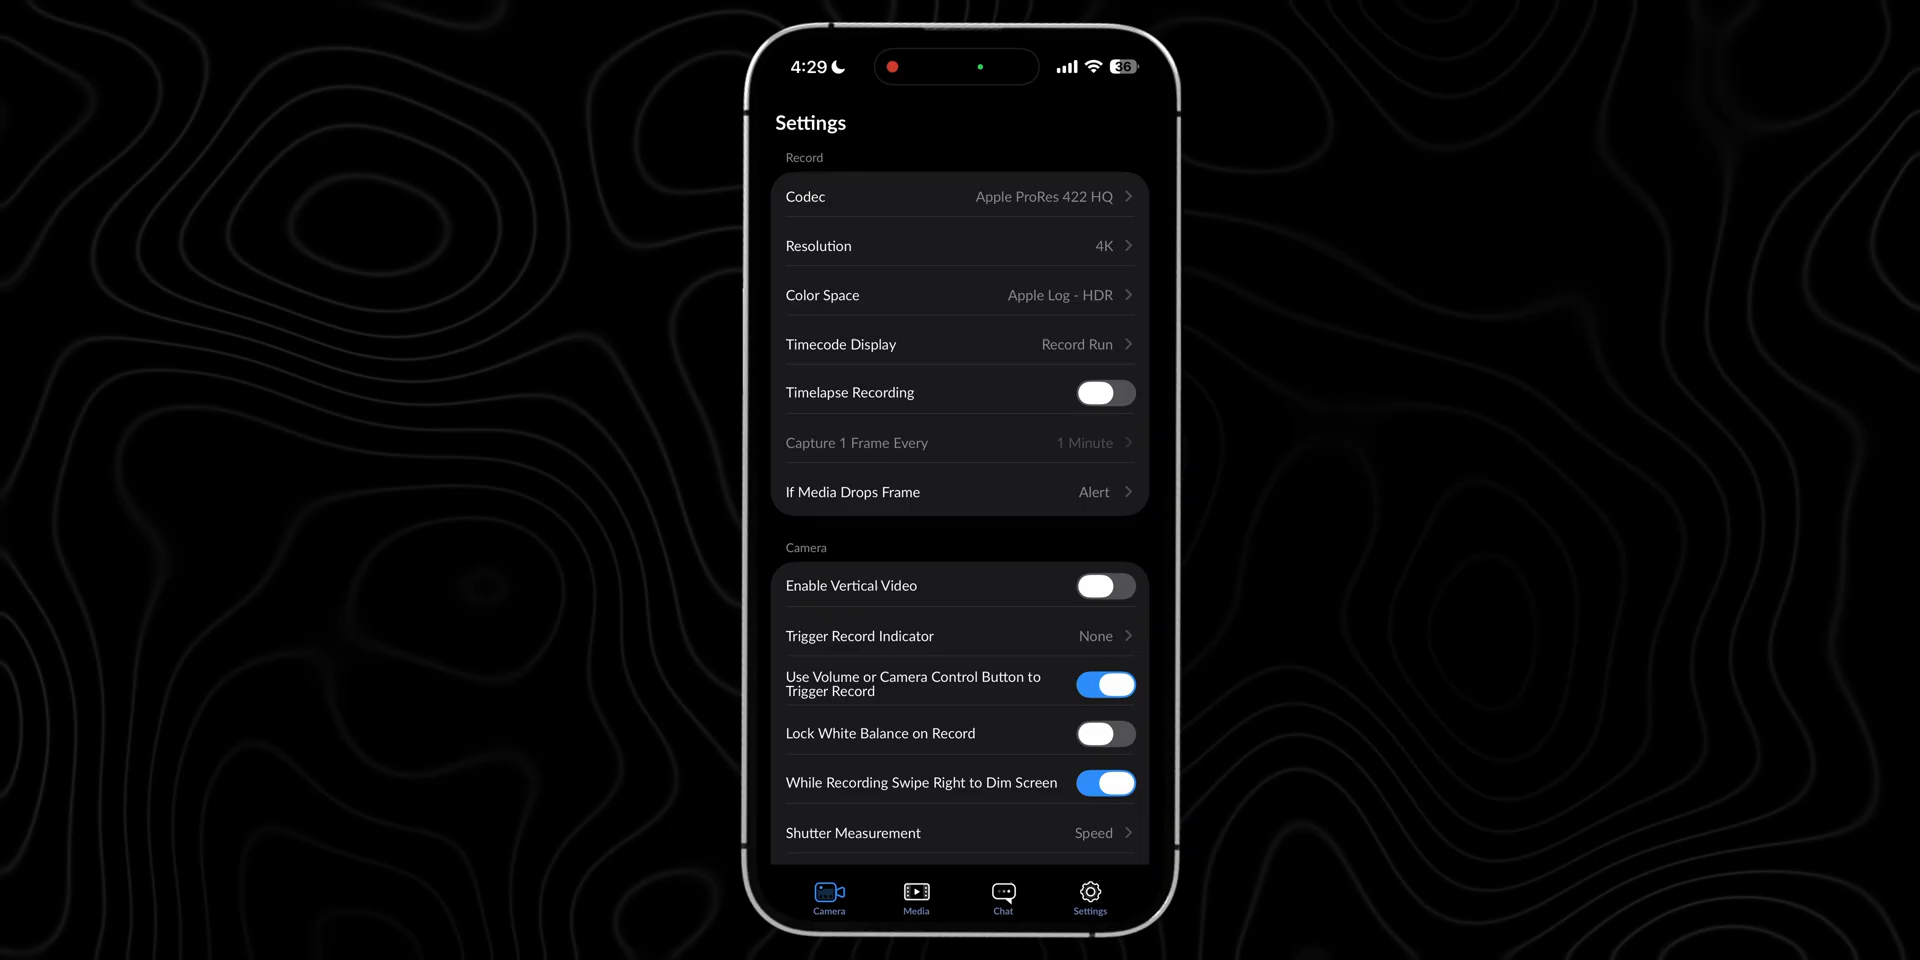 4:29
36
Settings
Record
Codec Apple ProRes 422 HQ
Resolution 4K
Color Space Apple Log - HDR
Timecode Display Record Run
Timelapse Recording
Capture 1 Frame Every 1 Minute
If Media Drops Frame Alert
Camera
Enable Vertical Video
Trigger Record Indicator None
Use Volume or Camera Control Button to
Trigger Record
Lock White Balance on Record
While Recording Swipe Right to Dim Screen
Shutter Measurement Speed
Camera Media Chat Settings